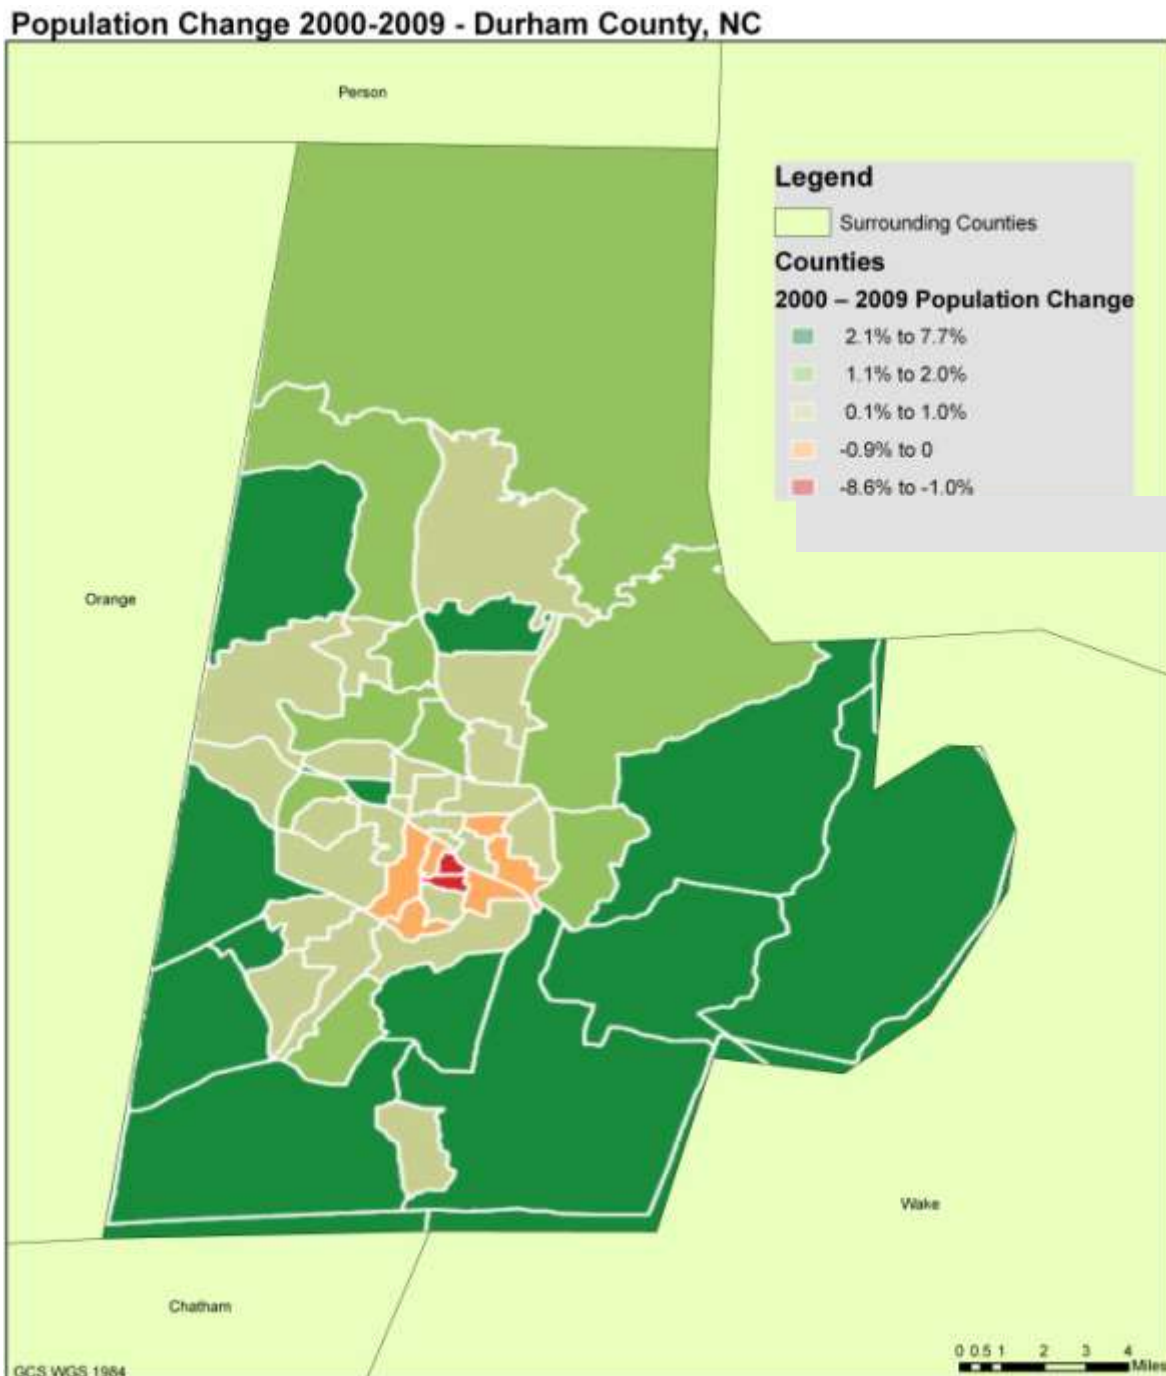 Population Change 2000-2009 - Durham County, NC
Person
Legend
Surrounding Counties
Counties
2000 – 2009 Population Change
2.1% to 7.7%
1.1% to 2.0%
0.1% to 1.0%
-0.9% to 0
-8.6% to -1.0%
Orange
Wake
Chatham
0 0.5 1 2 3 4
Miles
GCS WGS 1984